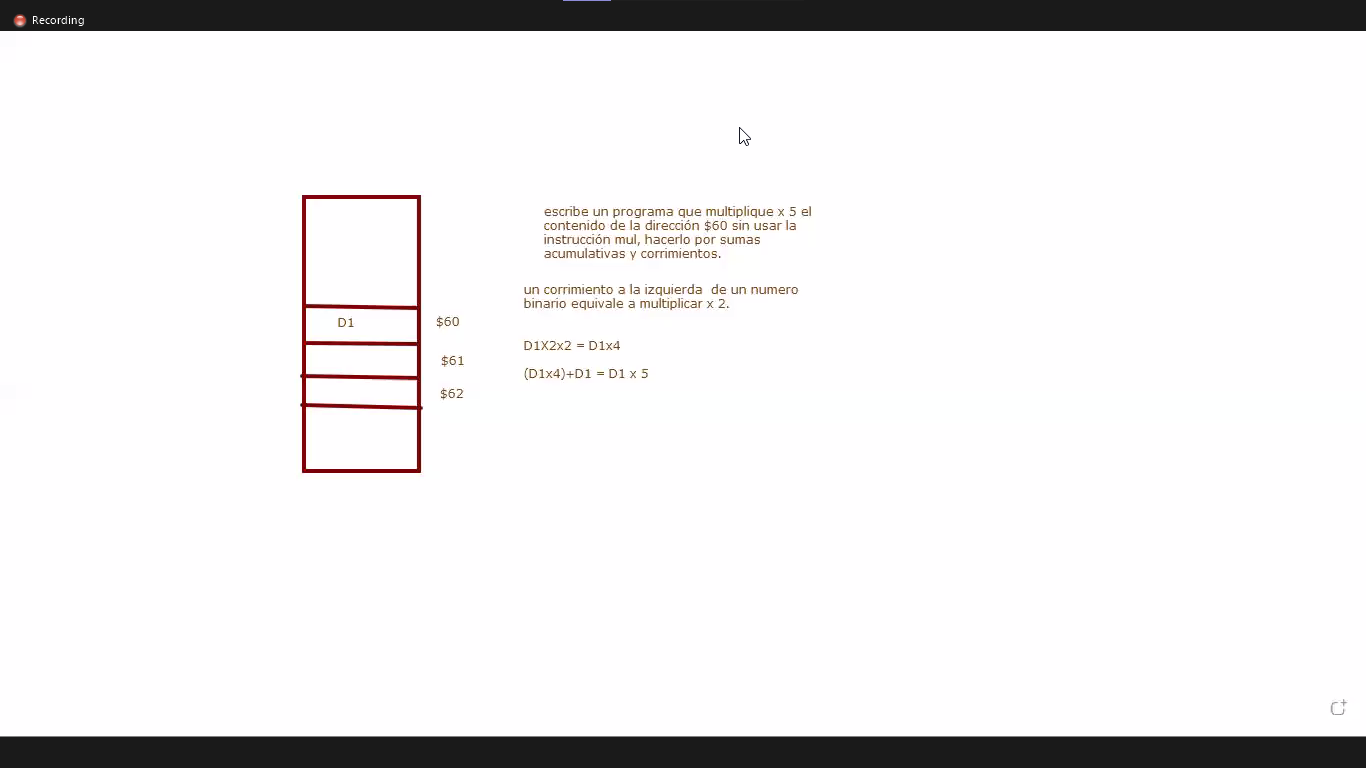 Recording
escribe un programa que multiplique x 5 el
contenido de la dirección $60 sin usar la
instrucción mul, hacerlo por sumas
acumulativas y corrimientos.
un corrimiento a la izquierda de un numero
binario equivale a multiplicar x 2.
D1 $60
$61
$62
D1X2x2 = D1x4
(D1x4)+D1 = D1 x 5